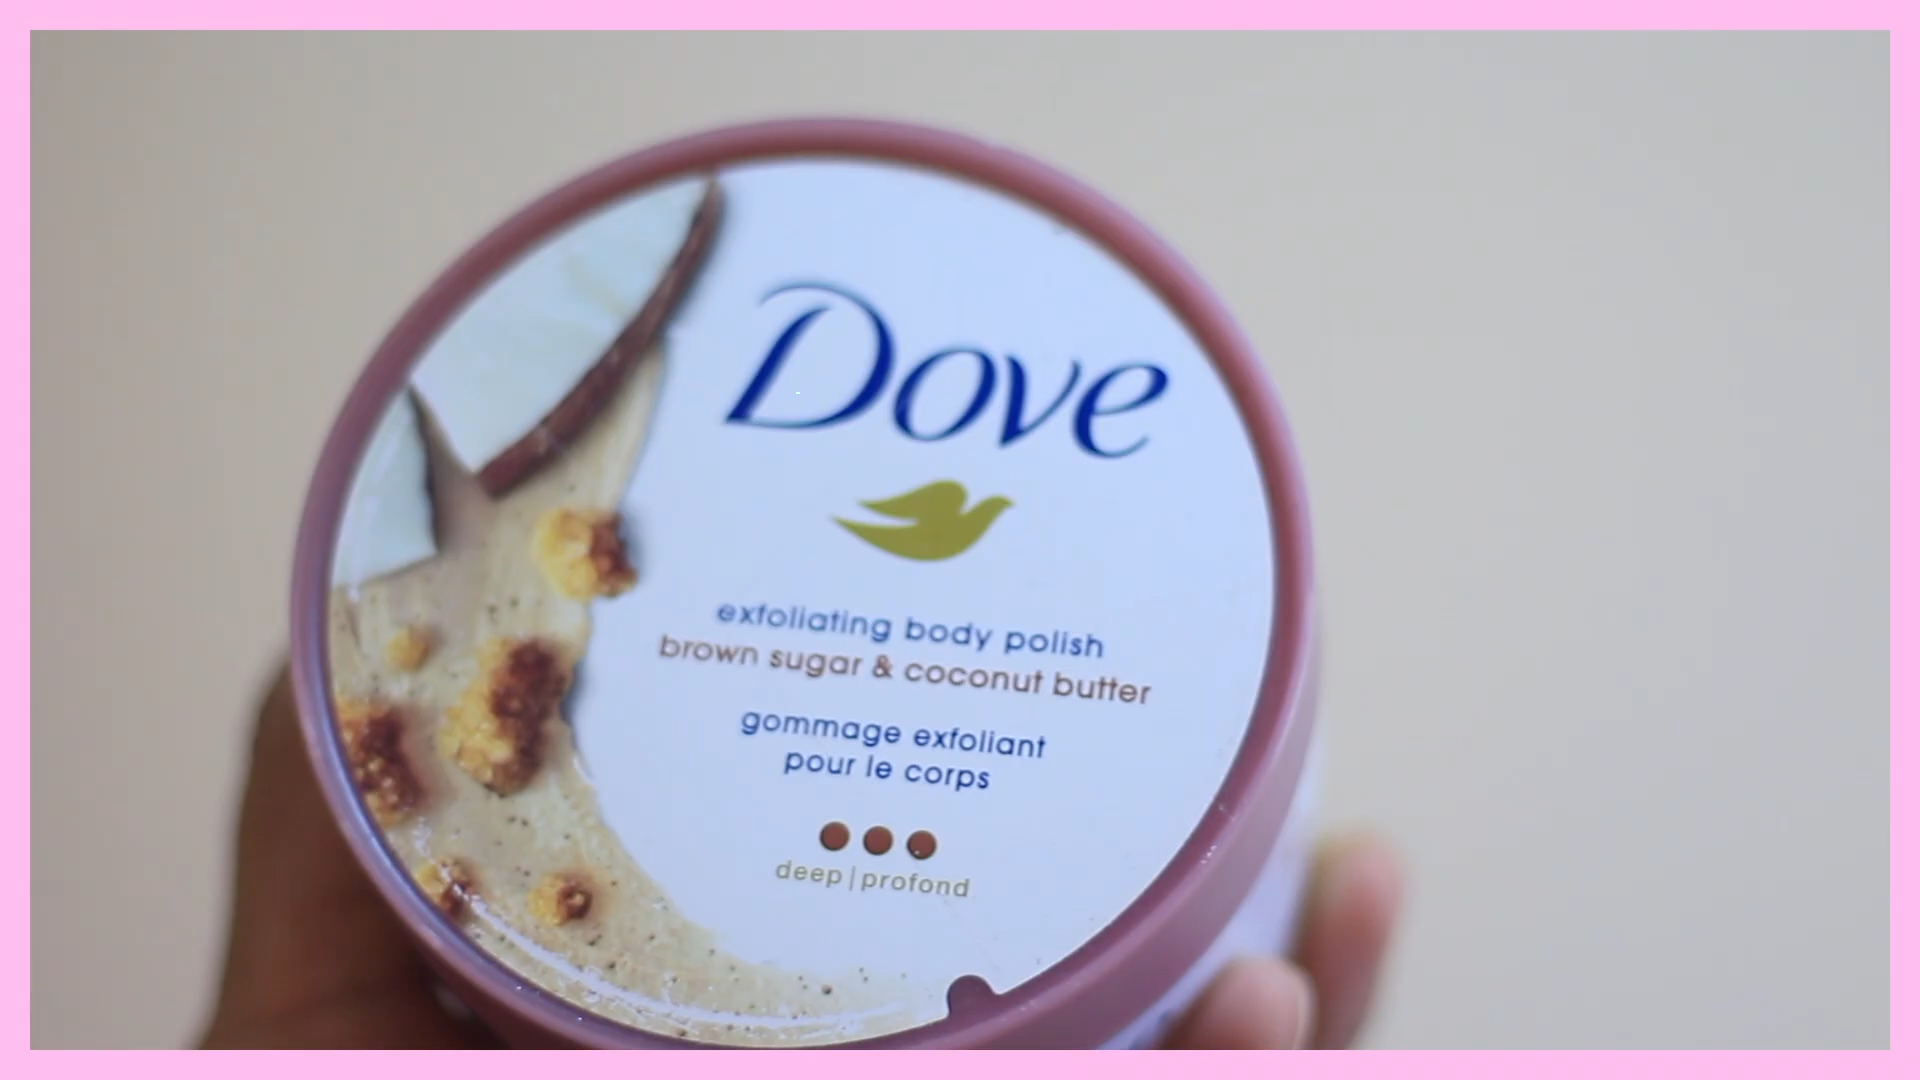 Dove
exfoliating body polish
brown sugar & coconut butter
gommage exfoliant
pour le corps
deep | profond